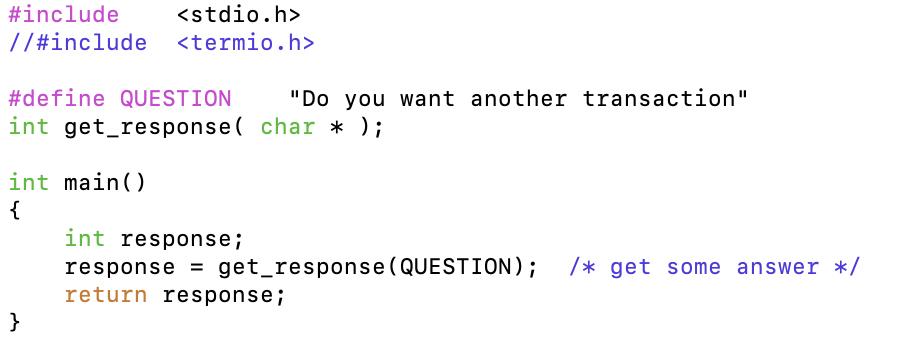 #include    <stdio.h>
//#include  <termio.h>

#define QUESTION    "Do you want another transaction"
int get_response( char * );

int main()
{
    int response;
    response = get_response(QUESTION);  /* get some answer */
    return response;
}